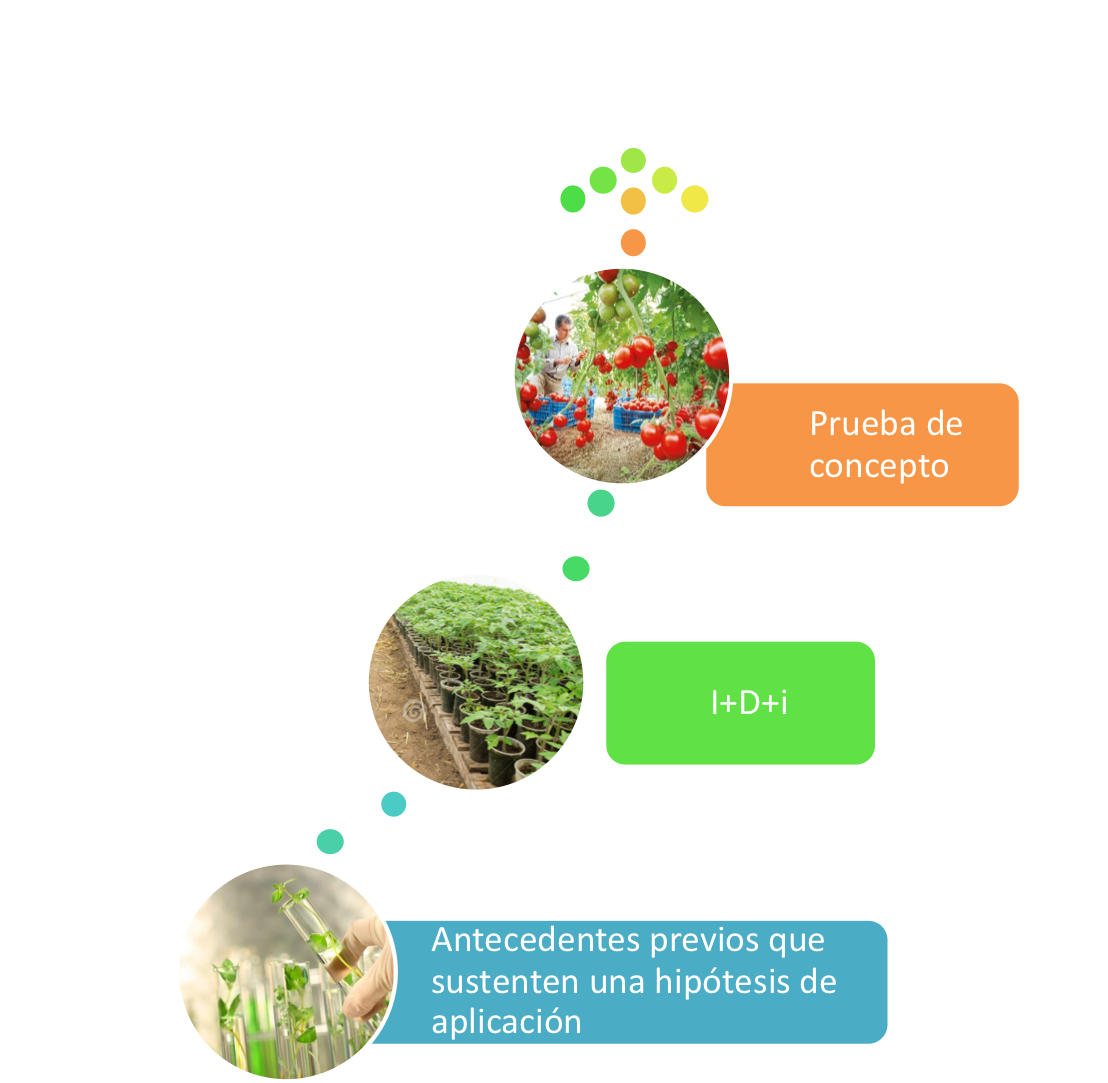 Prueba de
concepto
I+D+i
Antecedentes previos que
sustenten una hipótesis de
aplicación